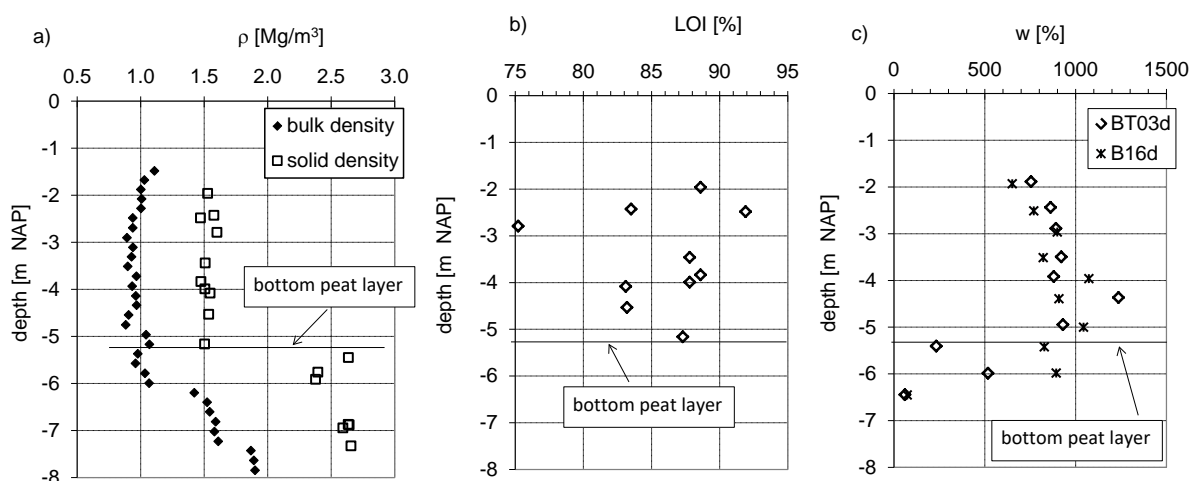 a)
ρ [Mg/m³]
0.5 1.0 1.5 2.0 2.5 3.0
0
-1
-2
-3
-4
-5
-6
-7
-8
depth [m NAP]
bulk density
solid density
bottom peat layer
b)
LOI [%]
75 80 85 90 95
0
-1
-2
-3
-4
-5
-6
-7
-8
depth [m NAP]
bottom peat layer
c)
w [%]
0 500 1000 1500
0
-1
-2
-3
-4
-5
-6
-7
-8
depth [m NAP]
BT03d
B16d
bottom peat layer